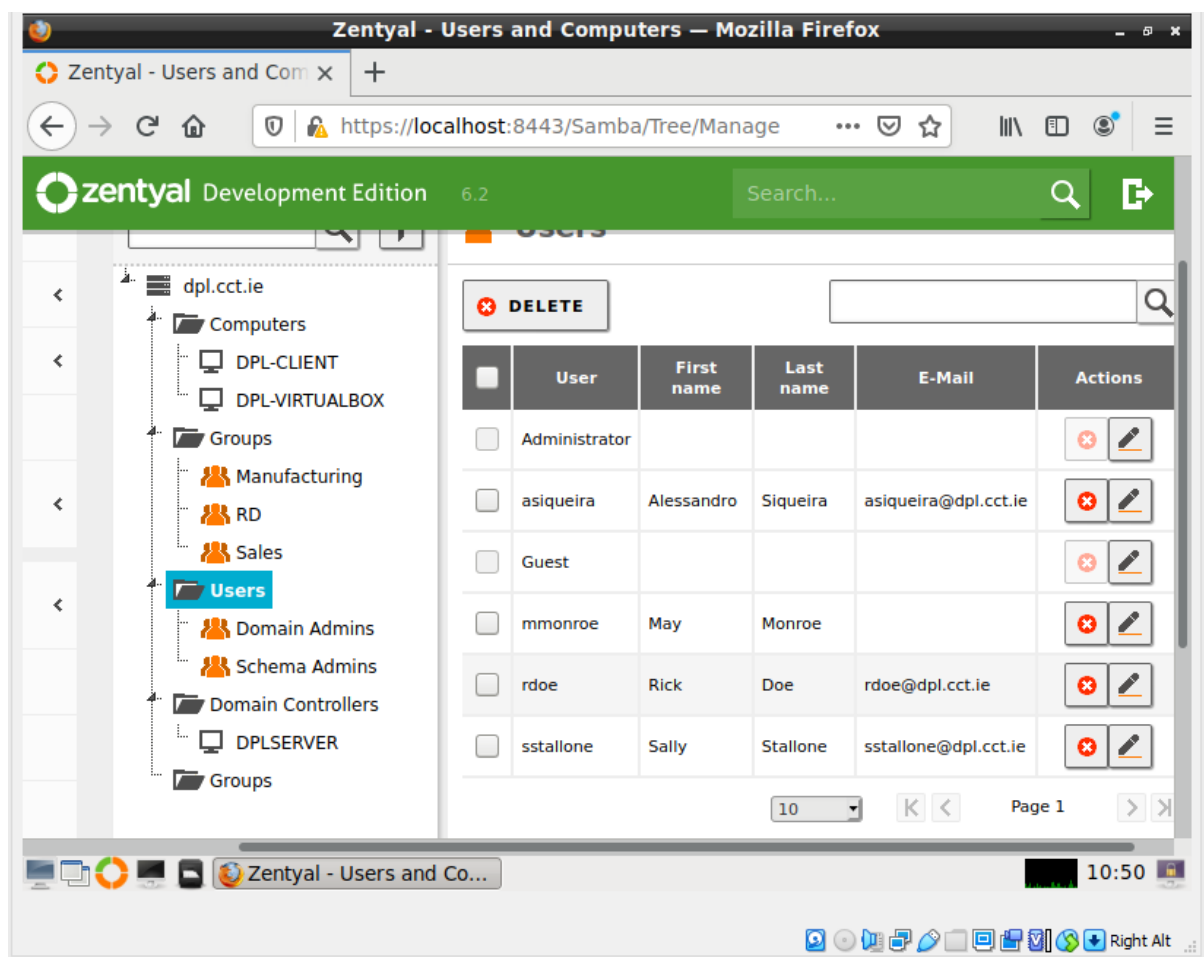 Zentyal - Users and Computers — Mozilla Firefox
Zentyal - Users and Com
https://localhost:8443/Samba/Tree/Manage
zentyal Development Edition 6.2 Search...
Users
dpl.cct.ie
Computers
DPL-CLIENT
DPL-VIRTUALBOX
Groups
Manufacturing
RD
Sales
Users
Domain Admins
Schema Admins
Domain Controllers
DPLSERVER
Groups
DELETE
User First name Last name E-Mail Actions
Administrator
asiqueira Alessandro Siqueira asiqueira@dpl.cct.ie
Guest
mmonroe May Monroe
rdoe Rick Doe rdoe@dpl.cct.ie
sstallone Sally Stallone sstallone@dpl.cct.ie
10 Page 1
Zentyal - Users and Co...
10:50
Right Alt